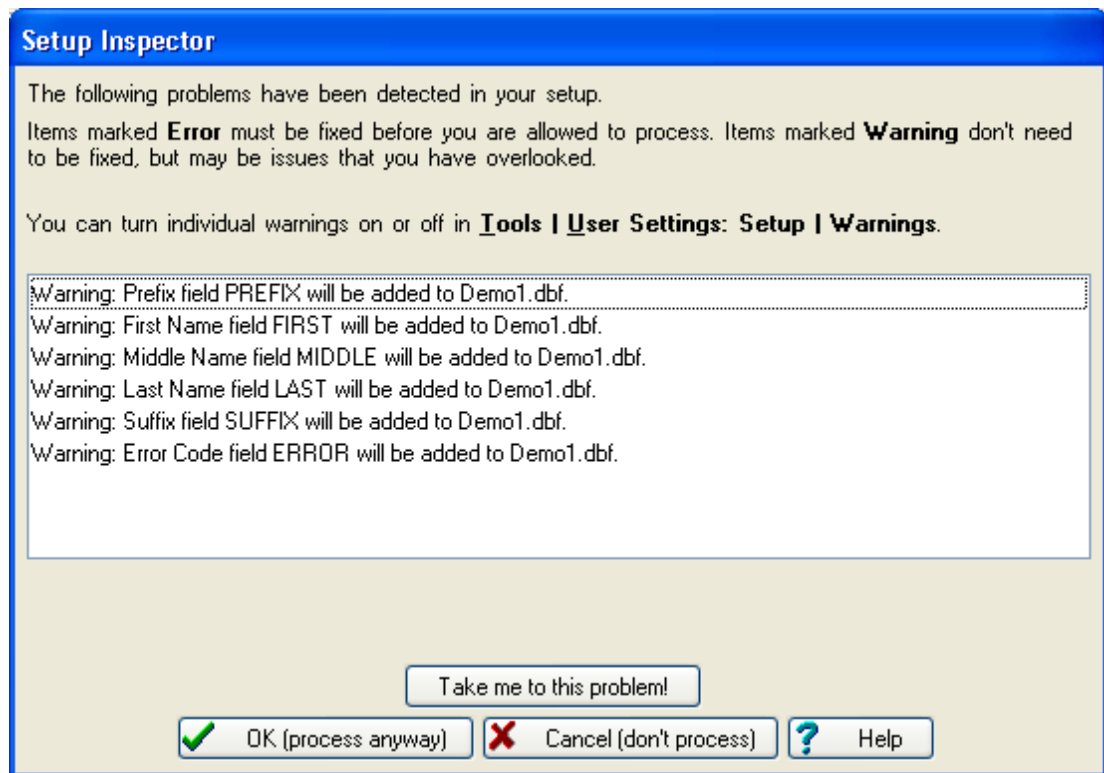 Setup Inspector
The following problems have been detected in your setup.
Items marked Error must be fixed before you are allowed to process. Items marked Warning don't need
to be fixed, but may be issues that you have overlooked.
You can turn individual warnings on or off in Tools | User Settings: Setup | Warnings.
Warning: Prefix field PREFIX will be added to Demo1.dbf.
Warning: First Name field FIRST will be added to Demo1.dbf.
Warning: Middle Name field MIDDLE will be added to Demo1.dbf.
Warning: Last Name field LAST will be added to Demo1.dbf.
Warning: Suffix field SUFFIX will be added to Demo1.dbf.
Warning: Error Code field ERROR will be added to Demo1.dbf.
Take me to this problem!
OK (process anyway)
Cancel (don't process)
? Help